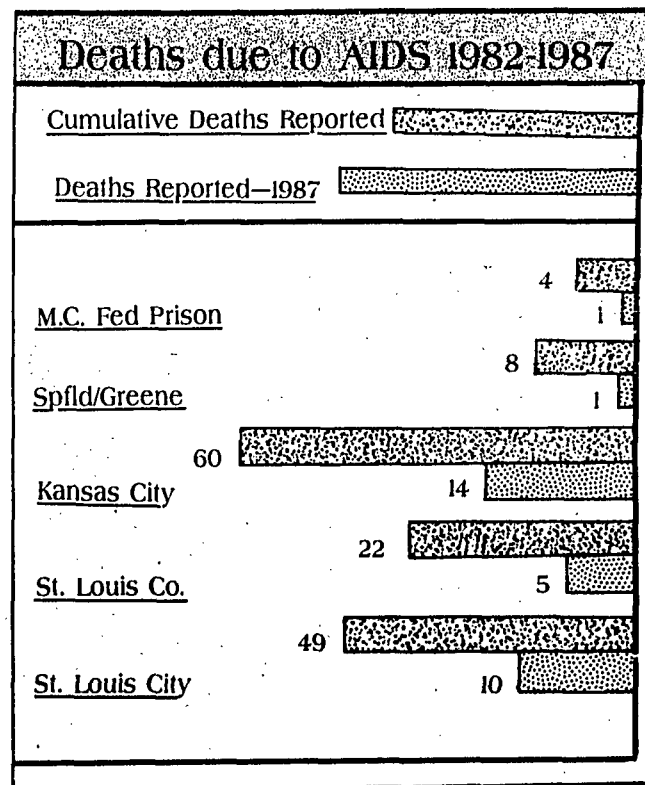 Deaths due to AIDS 1982-1987
Cumulative Deaths Reported
Deaths Reported—1987
4
M.C. Fed Prison
1
8
Spfld/Greene
1
60
Kansas City
14
22
St. Louis Co.
5
49
St. Louis City
10